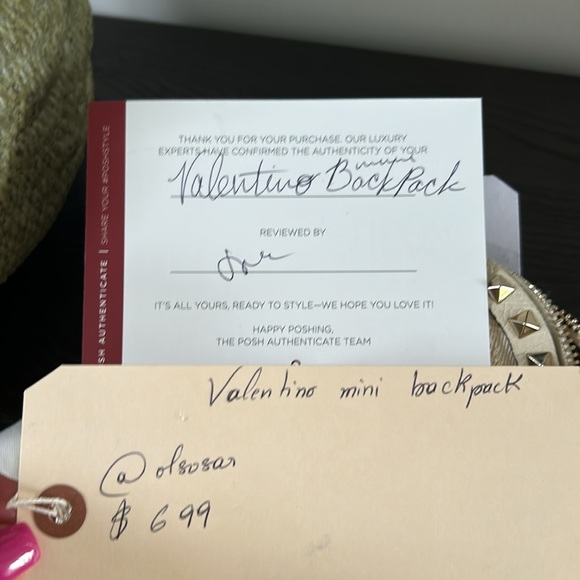 SH AUTHENTICATE | SHARE YOUR #POSHSTYLE
THANK YOU FOR YOUR PURCHASE. OUR LUXURY
EXPERTS HAVE CONFIRMED THE AUTHENTICITY OF YOUR
mini
Valentino BackPack
REVIEWED BY
IT'S ALL YOURS, READY TO STYLE—WE HOPE YOU LOVE IT!
HAPPY POSHING,
THE POSH AUTHENTICATE TEAM
Valentino mini backpack
@olsosar
$ 699